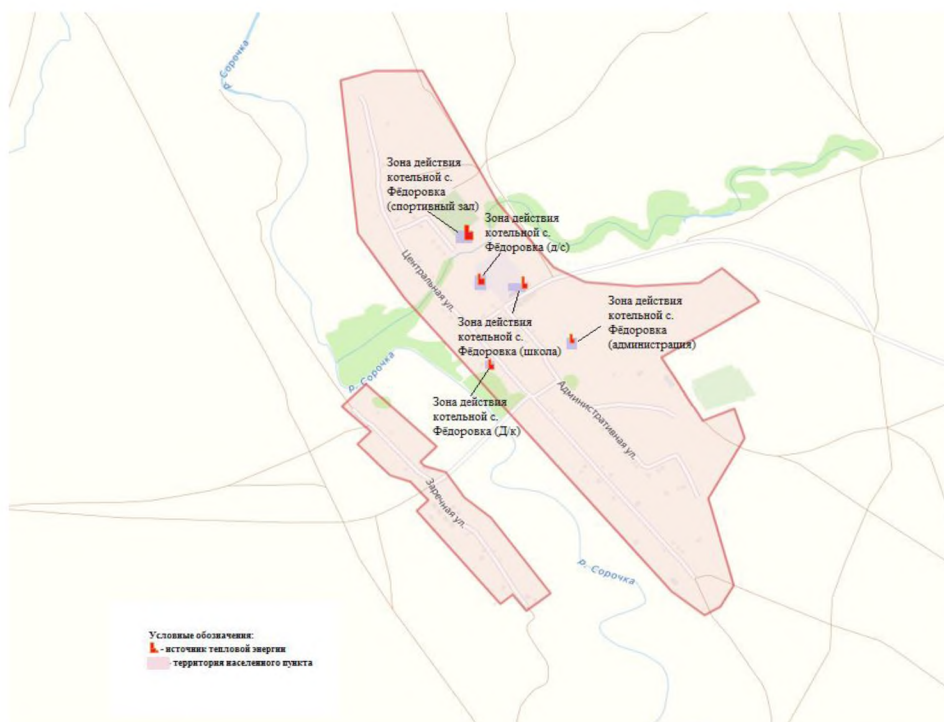 р. Сорочка
Зона действия
котельной с.
Фёдоровка
(спортивный зал)
Зона действия
котельной с.
Фёдоровка (д/с)
Центральная ул.
Зона действия
котельной с.
Фёдоровка (школа)
Зона действия
котельной с.
Фёдоровка
(администрация)
р. Сорочка
Зона действия
котельной с.
Фёдоровка (Д/к)
Административная ул.
Заречная ул.
р. Сорочка
Условные обозначения:
- источник тепловой энергии
- территория населенного пункта